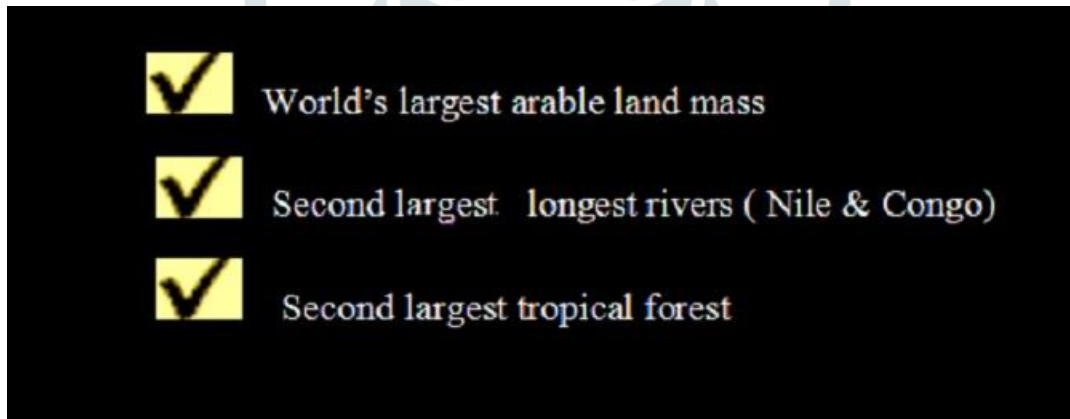 World's largest arable land mass
Second largest longest rivers ( Nile & Congo)
Second largest tropical forest